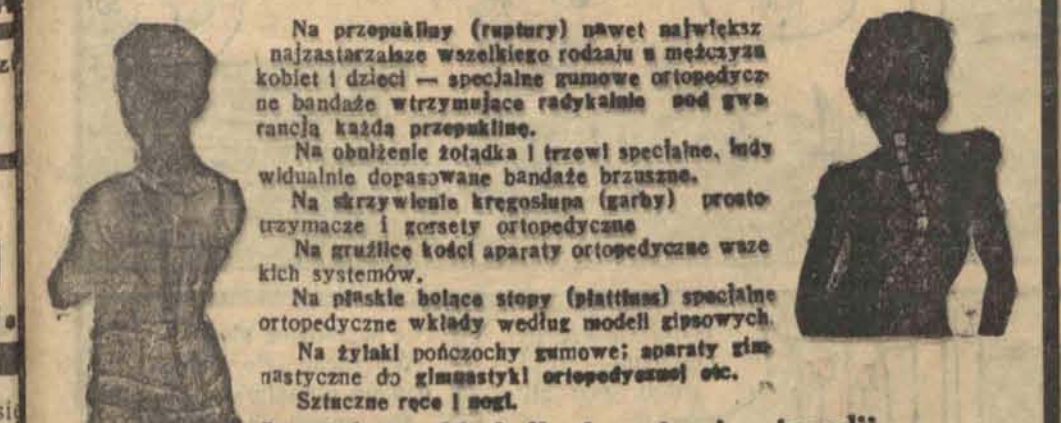 Na przepukliny (ruptury) nawet największ
najzastarzalsze wszelkiego rodzaju u mężczyzn
kobiet i dzieci — specjalne gumowe ortopedycz-
ne bandaże wtrzymujące radykalnie pod gwa-
rancją każdą przepuklinę.
Na obniżenie żołądka i trzewi specjalne, indy
widualnie dopasowane bandaże brzuszne.
Na skrzywienie kręgosłupa (garby) prosto-
trzymacze i gorsety ortopedyczne
Na gruźlicę kości aparaty ortopedyczne wsze
kich systemów.
Na płaskie bolące stopy (plattfuss) specjalne
ortopedyczne wkłady według modeli gipsowych.
Na żylaki pończochy gumowe; aparaty gim-
nastyczne do gimnastyki ortopedycznej etc.
Sztuczne ręce i nogi.